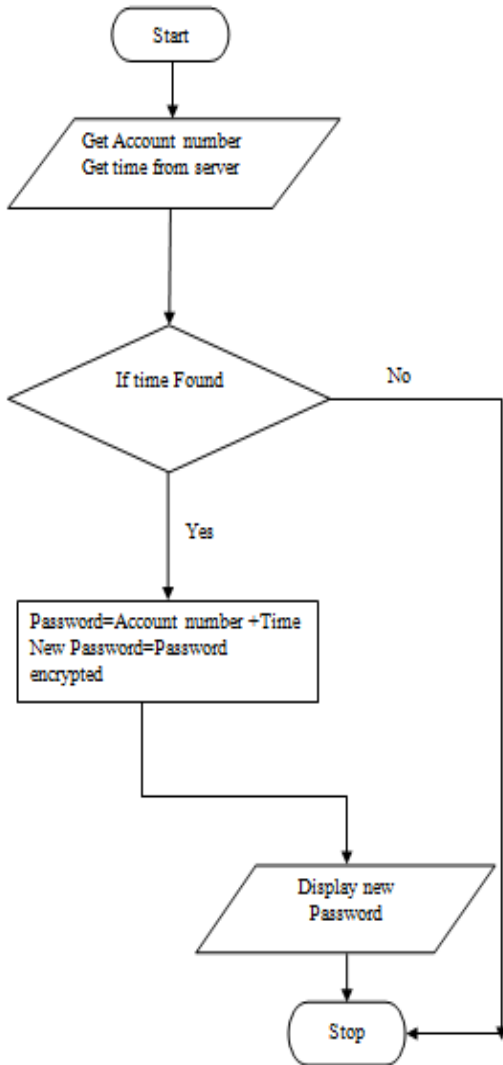 Start
Get Account number
Get time from server
If time Found
No
Yes
Password=Account number +Time
New Password=Password
encrypted
Display new
Password
Stop